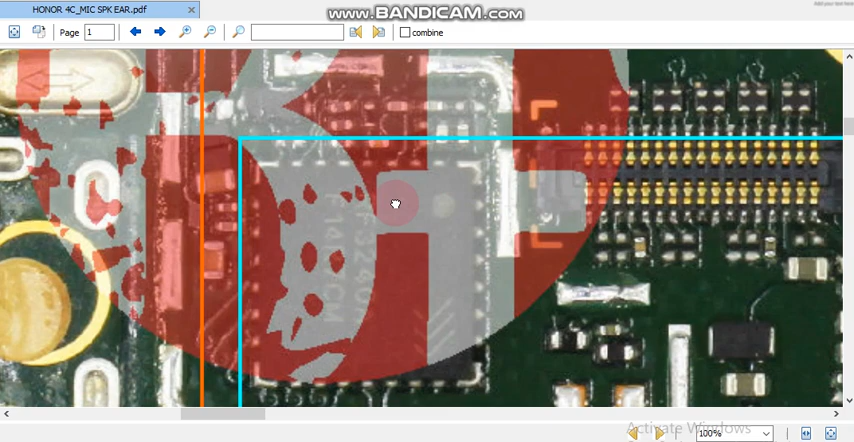 HONOR 4C_MIC SPK EAR.pdf
www.BANDICAM.com
Page 1
combine
Activate Windows
100%